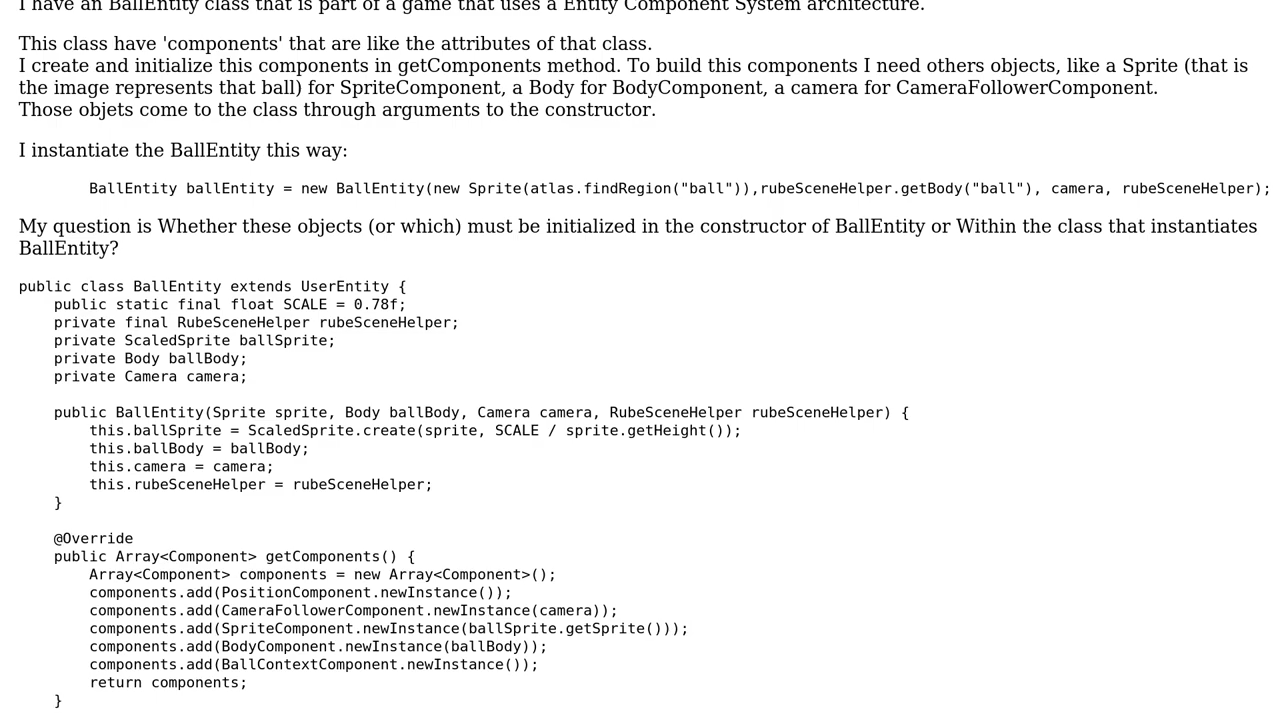 I have an BallEntity class that is part of a game that uses a Entity Component System architecture.
This class have 'components' that are like the attributes of that class.
I create and initialize this components in getComponents method. To build this components I need others objects, like a Sprite (that is
the image represents that ball) for SpriteComponent, a Body for BodyComponent, a camera for CameraFollowerComponent.
Those objets come to the class through arguments to the constructor.
I instantiate the BallEntity this way:
BallEntity ballEntity = new BallEntity(new Sprite(atlas.findRegion("ball")),rubeSceneHelper.getBody("ball"), camera, rubeSceneHelper);
My question is Whether these objects (or which) must be initialized in the constructor of BallEntity or Within the class that instantiates
BallEntity?
public class BallEntity extends UserEntity {
    public static final float SCALE = 0.78f;
    private final RubeSceneHelper rubeSceneHelper;
    private ScaledSprite ballSprite;
    private Body ballBody;
    private Camera camera;
    public BallEntity(Sprite sprite, Body ballBody, Camera camera, RubeSceneHelper rubeSceneHelper) {
        this.ballSprite = ScaledSprite.create(sprite, SCALE / sprite.getHeight());
        this.ballBody = ballBody;
        this.camera = camera;
        this.rubeSceneHelper = rubeSceneHelper;
    }
    @Override
    public Array<Component> getComponents() {
        Array<Component> components = new Array<Component>();
        components.add(PositionComponent.newInstance());
        components.add(CameraFollowerComponent.newInstance(camera));
        components.add(SpriteComponent.newInstance(ballSprite.getSprite()));
        components.add(BodyComponent.newInstance(ballBody));
        components.add(BallContextComponent.newInstance());
        return components;
    }